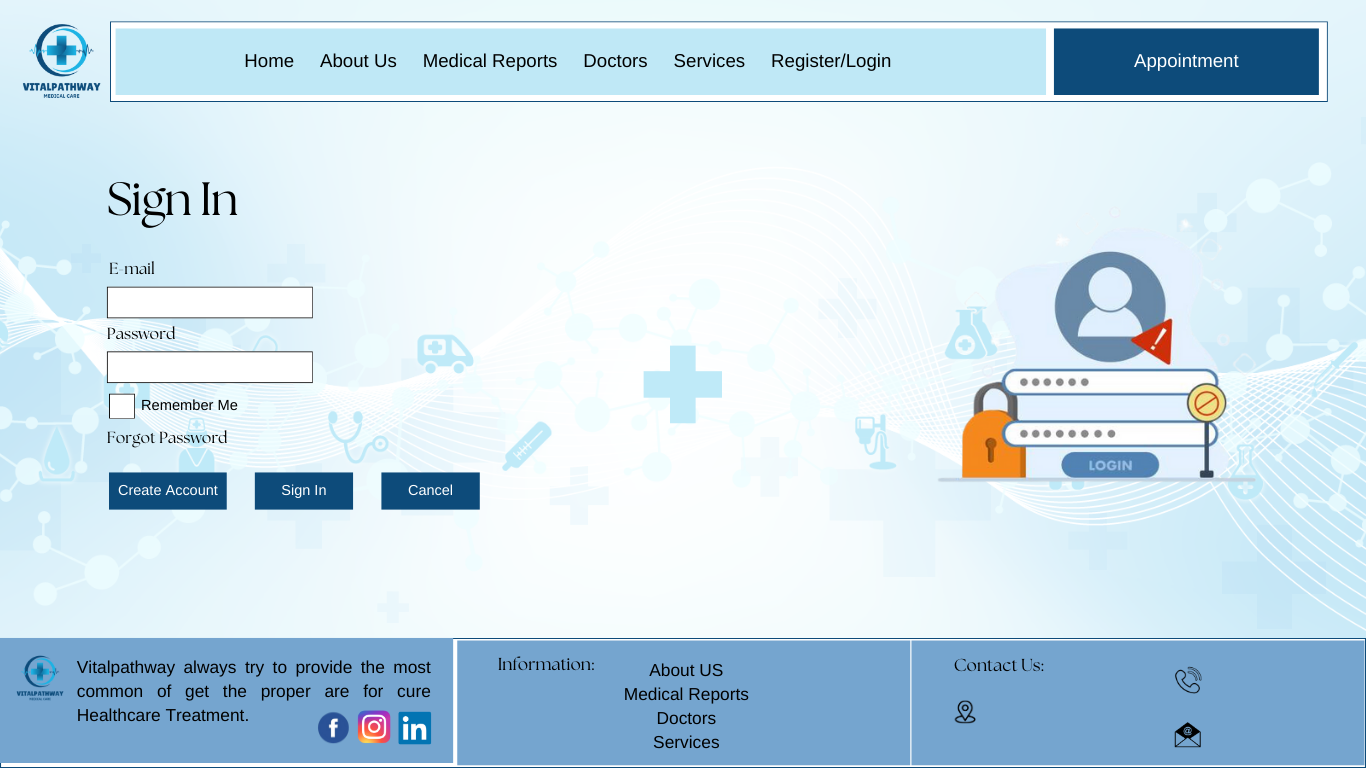 VITALPATHWAY
MEDICAL CARE
Home About Us Medical Reports Doctors Services Register/Login
Appointment
Sign In
E-mail
Password
Remember Me
Forgot Password
Create Account Sign In Cancel
LOGIN
VITALPATHWAY
MEDICAL CARE
Vitalpathway always try to provide the most
common of get the proper are for cure
Healthcare Treatment.
Information:
About US
Medical Reports
Doctors
Services
Contact Us: